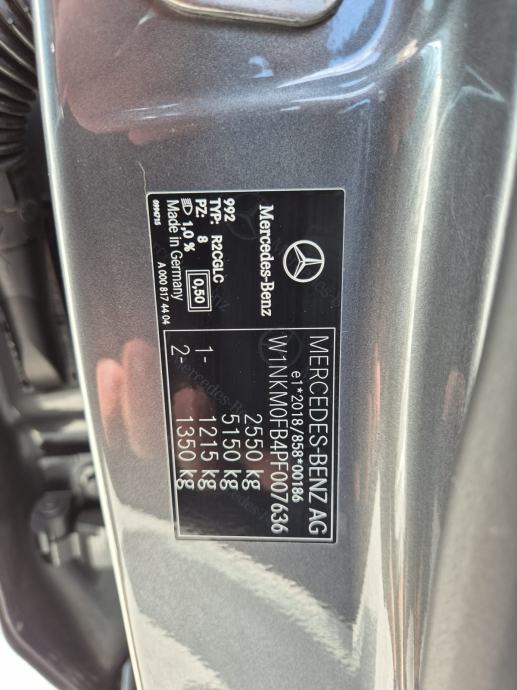 Mercedes-Benz
992
TYP: R2CGLC
PZ: 8
1,0 %
0,50
Made in Germany
0994715
A 000 817 44 04
MERCEDES-BENZ AG
e1*2018/858*00186
W1NKM0FB4PF007636
2550 kg
5150 kg
1- 1215 kg
2- 1350 kg